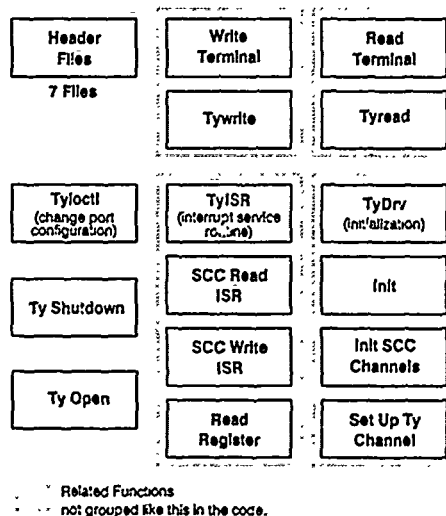 Header
Files
7 Files
Write
Terminal
Read
Terminal
Tywrite
Tyread
Tyioctl
(change port
configuration)
TyISR
(interrupt service
routine)
TyDrv
(initialization)
Ty Shutdown
SCC Read
ISR
Init
Ty Open
SCC Write
ISR
Init SCC
Channels
Read
Register
Set Up Ty
Channel
Related Functions
not grouped like this in the code.